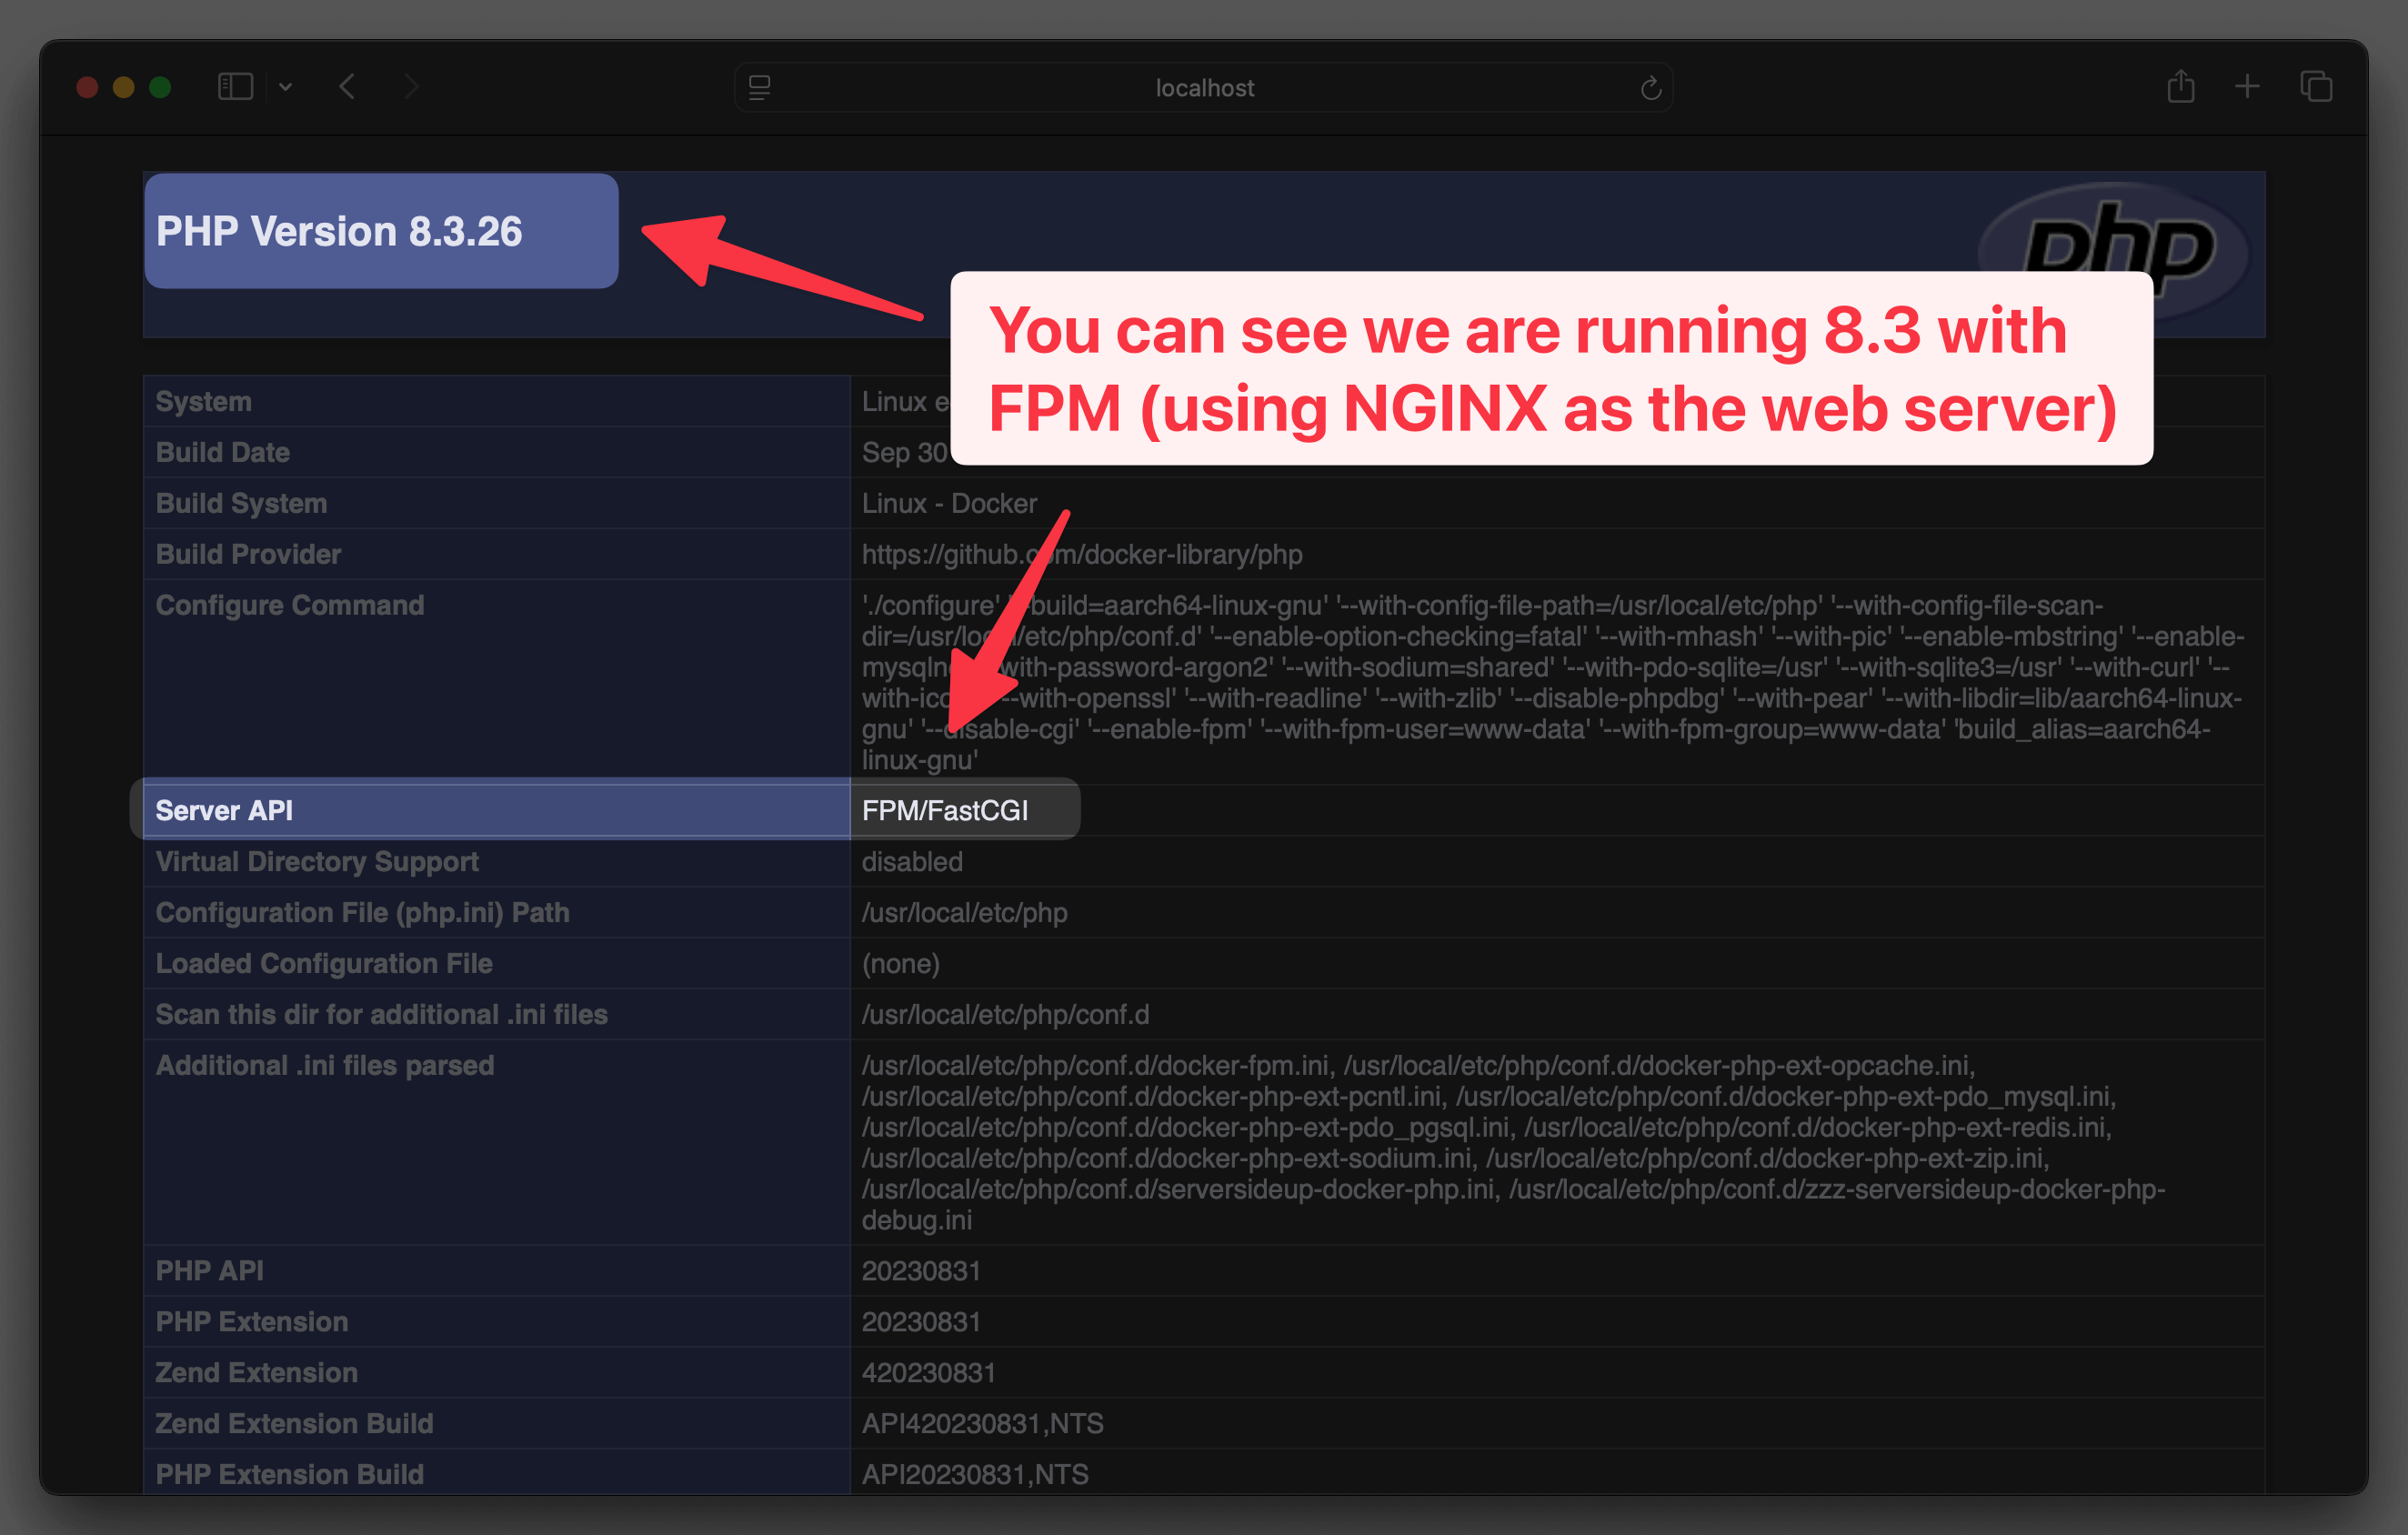 localhost
PHP Version 8.3.26
php
You can see we are running 8.3 with
FPM (using NGINX as the web server)
System
Linux
Build Date
Sep 30
Build System
Linux - Docker
Build Provider
https://github.com/docker-library/php
Configure Command
'./configure' '--build=aarch64-linux-gnu' '--with-config-file-path=/usr/local/etc/php' '--with-config-file-scan-
dir=/usr/local/etc/php/conf.d' '--enable-option-checking=fatal' '--with-mhash' '--with-pic' '--enable-mbstring' '--enable-
mysqlnd' '--with-password-argon2' '--with-sodium=shared' '--with-pdo-sqlite=/usr' '--with-sqlite3=/usr' '--with-curl' '--
with-iconv' '--with-openssl' '--with-readline' '--with-zlib' '--disable-phpdbg' '--with-pear' '--with-libdir=lib/aarch64-linux-
gnu' '--disable-cgi' '--enable-fpm' '--with-fpm-user=www-data' '--with-fpm-group=www-data' 'build_alias=aarch64-
linux-gnu'
Server API
FPM/FastCGI
Virtual Directory Support
disabled
Configuration File (php.ini) Path
/usr/local/etc/php
Loaded Configuration File
(none)
Scan this dir for additional .ini files
/usr/local/etc/php/conf.d
Additional .ini files parsed
/usr/local/etc/php/conf.d/docker-fpm.ini, /usr/local/etc/php/conf.d/docker-php-ext-opcache.ini,
/usr/local/etc/php/conf.d/docker-php-ext-pcntl.ini, /usr/local/etc/php/conf.d/docker-php-ext-pdo_mysql.ini,
/usr/local/etc/php/conf.d/docker-php-ext-pdo_pgsql.ini, /usr/local/etc/php/conf.d/docker-php-ext-redis.ini,
/usr/local/etc/php/conf.d/docker-php-ext-sodium.ini, /usr/local/etc/php/conf.d/docker-php-ext-zip.ini,
/usr/local/etc/php/conf.d/serversideup-docker-php.ini, /usr/local/etc/php/conf.d/zzz-serversideup-docker-php-
debug.ini
PHP API
20230831
PHP Extension
20230831
Zend Extension
420230831
Zend Extension Build
API420230831,NTS
PHP Extension Build
API20230831,NTS